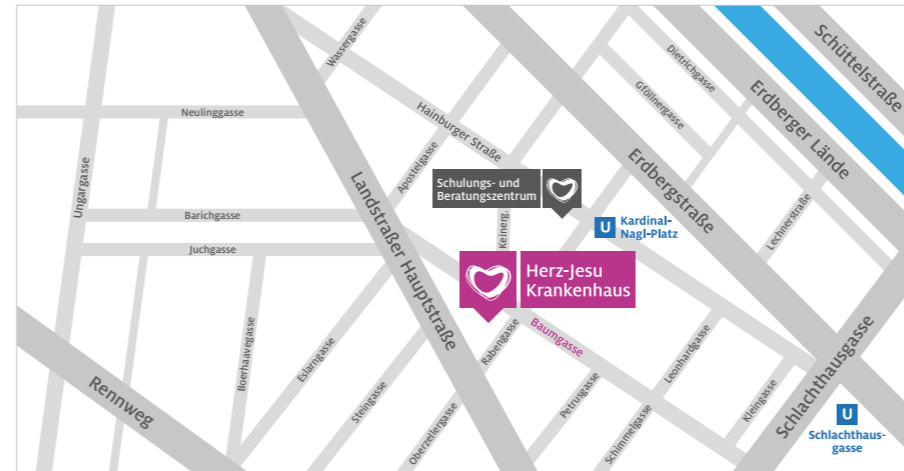 Schüttelstraße
Wassergasse
Dietrichgasse
Erdberger Lände
Gföllnergasse
Neulinggasse
Hainburger Straße
Erdbergstraße
Apostelgasse
Ungargasse
Landstraßer Hauptstraße
Schulungs- und
Beratungszentrum
Barichgasse
Keinerg.
U
Kardinal-
Nagl-Platz
Lechnerstraße
Juchgasse
Herz-Jesu
Krankenhaus
Boerhaavegasse
Eslarngasse
Rabengasse
Baumgasse
Leonhardgasse
Schlachthausgasse
Rennweg
Steingasse
Oberzellergasse
Petrusgasse
Schimmelgasse
Kleingasse
U
Schlachthaus-
gasse